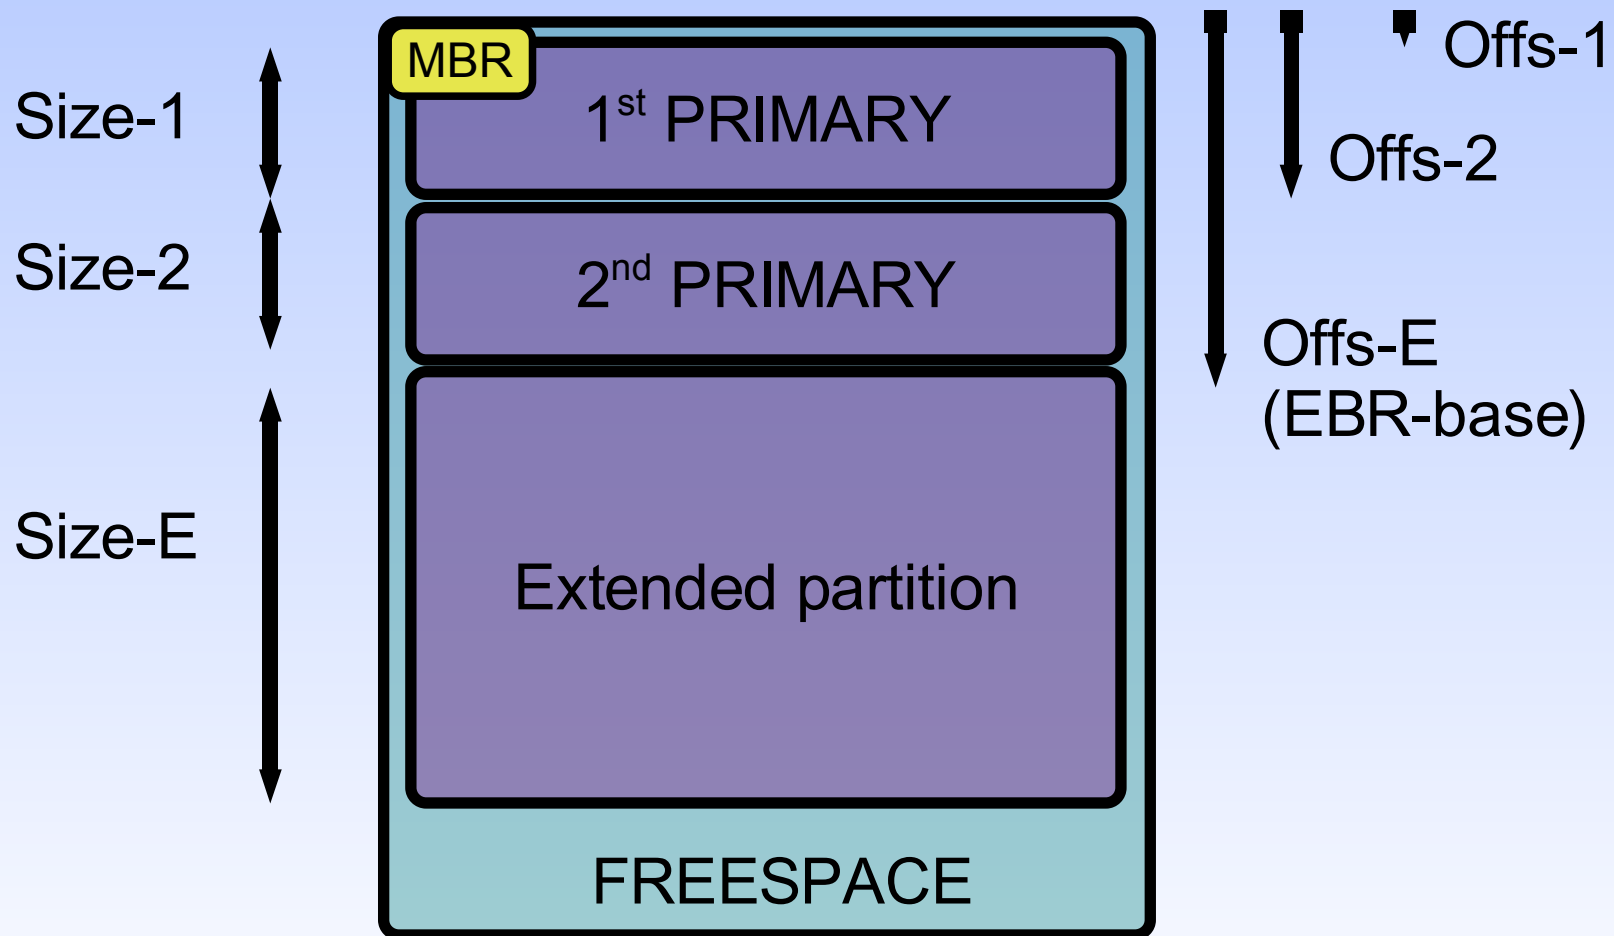 MBR
Offs-1
Size-1
1st PRIMARY
Offs-2
Size-2
2nd PRIMARY
Offs-E
(EBR-base)
Size-E
Extended partition
FREESPACE